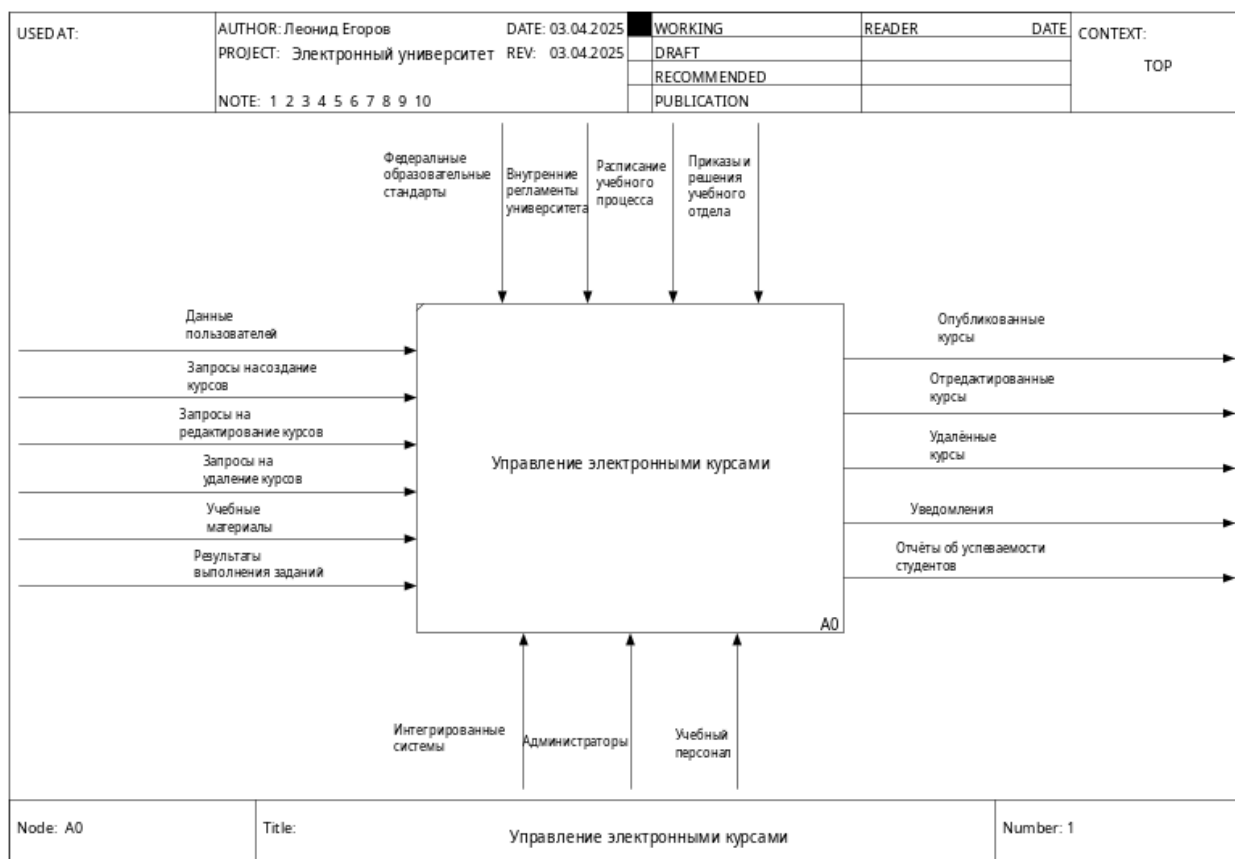 USED AT:
AUTHOR: Леонид Егоров
DATE: 03.04.2025
WORKING
READER
DATE
CONTEXT:
PROJECT: Электронный университет
REV: 03.04.2025
DRAFT
TOP
RECOMMENDED
NOTE: 1 2 3 4 5 6 7 8 9 10
PUBLICATION
Федеральные
образовательные
стандарты
Внутренние
регламенты
университета
Расписание
учебного
процесса
Приказы и
решения
учебного
отдела
Данные
пользователей
Запросы на создание
курсов
Запросы на
редактирование курсов
Запросы на
удаление курсов
Учебные
материалы
Результаты
выполнения заданий
Управление электронными курсами
A0
Опубликованные
курсы
Отредактированные
курсы
Удалённые
курсы
Уведомления
Отчёты об успеваемости
студентов
Интегрированные
системы
Администраторы
Учебный
персонал
Node: A0
Title:
Управление электронными курсами
Number: 1